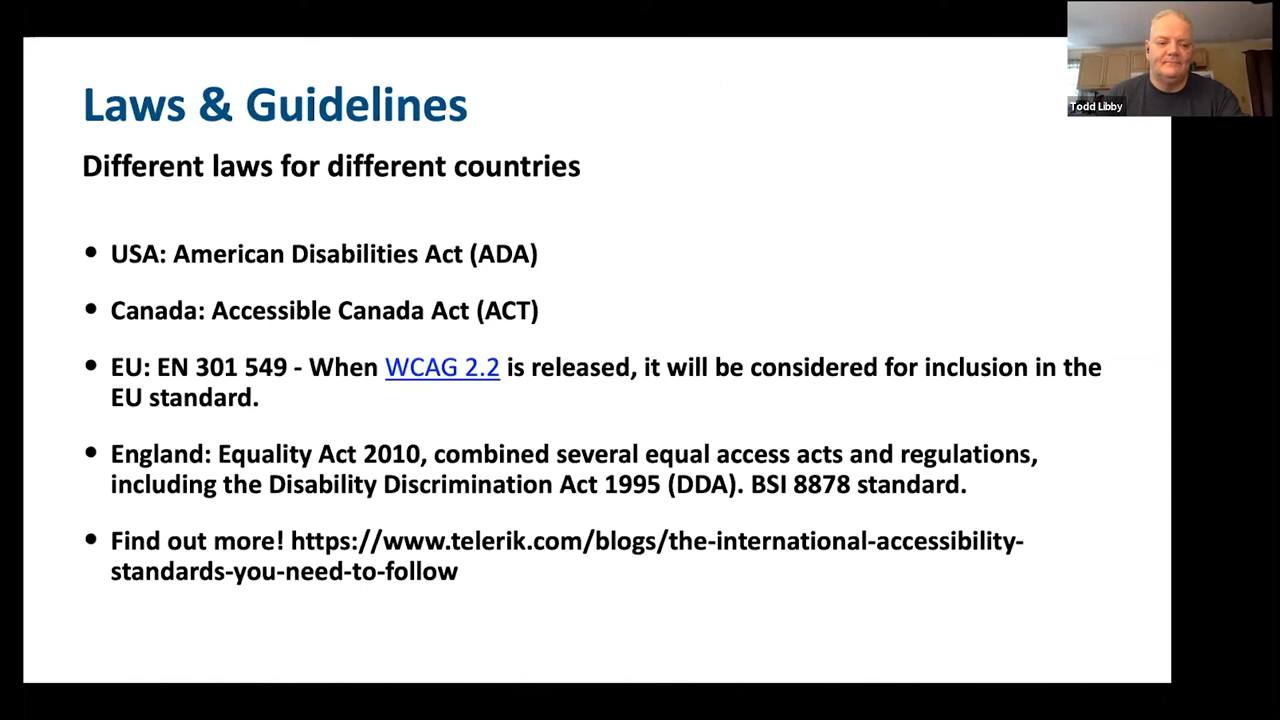 Laws & Guidelines
Different laws for different countries
• USA: American Disabilities Act (ADA)
• Canada: Accessible Canada Act (ACT)
• EU: EN 301 549 - When WCAG 2.2 is released, it will be considered for inclusion in the
EU standard.
• England: Equality Act 2010, combined several equal access acts and regulations,
including the Disability Discrimination Act 1995 (DDA). BSI 8878 standard.
• Find out more! https://www.telerik.com/blogs/the-international-accessibility-
standards-you-need-to-follow
Todd Libby